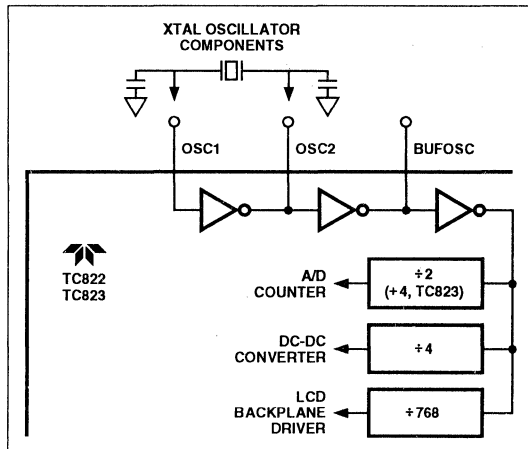 XTAL OSCILLATOR
COMPONENTS
OSC1
OSC2
BUFOSC
TC822
TC823
A/D
COUNTER
÷2
(+4, TC823)
DC-DC
CONVERTER
÷4
LCD
BACKPLANE
DRIVER
÷768